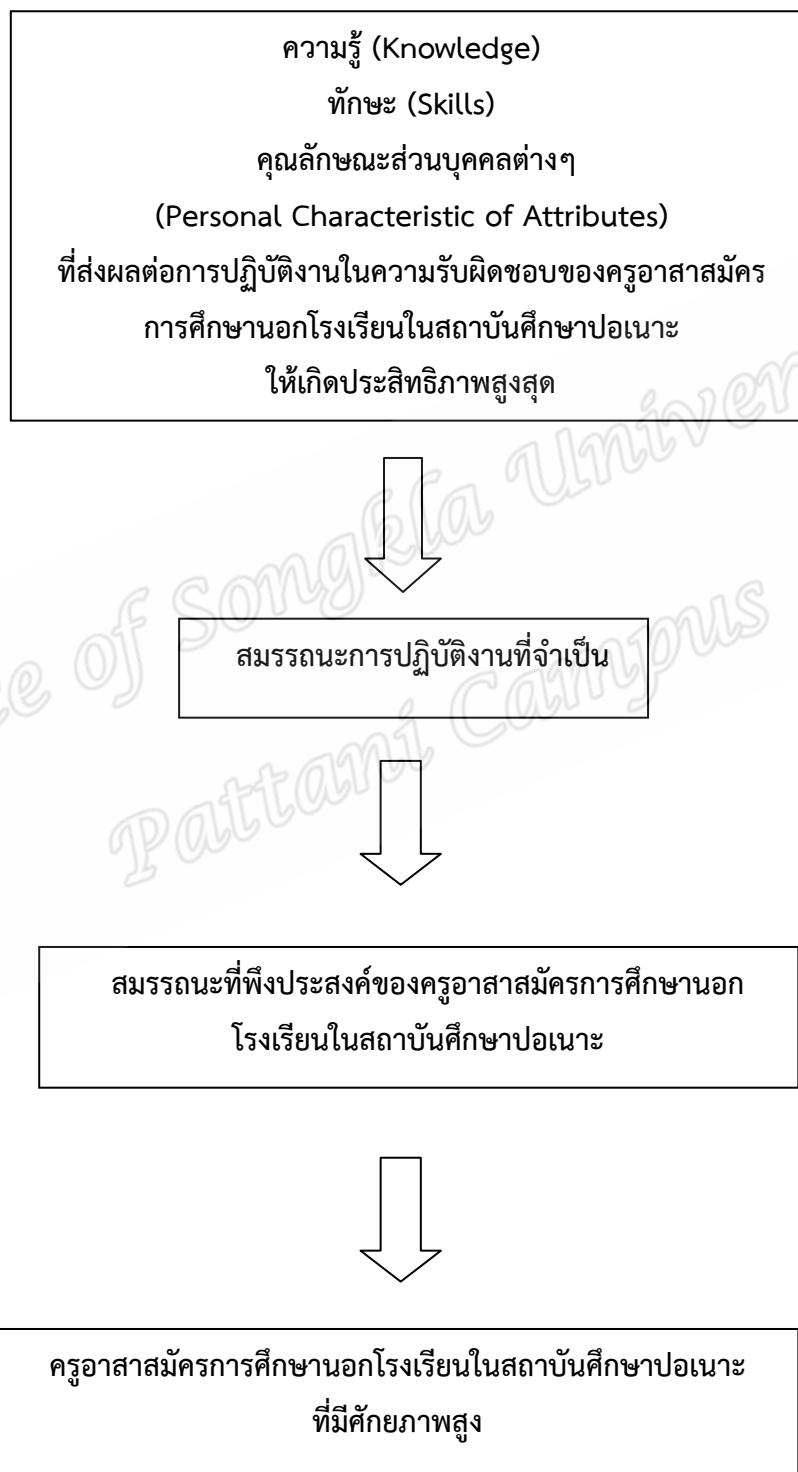 ความรู้ (Knowledge)
ทักษะ (Skills)
คุณลักษณะส่วนบุคคลต่างๆ
(Personal Characteristic of Attributes)
ที่ส่งผลต่อการปฏิบัติงานในความรับผิดชอบของครูอาสาสมัคร
การศึกษานอกโรงเรียนในสถาบันศึกษาปอเนาะ
ให้เกิดประสิทธิภาพสูงสุด
สมรรถนะการปฏิบัติงานที่จำเป็น
สมรรถนะที่พึงประสงค์ของครูอาสาสมัครการศึกษานอก
โรงเรียนในสถาบันศึกษาปอเนาะ
ครูอาสาสมัครการศึกษานอกโรงเรียนในสถาบันศึกษาปอเนาะ
ที่มีศักยภาพสูง
of Songkla
Pattani Campus